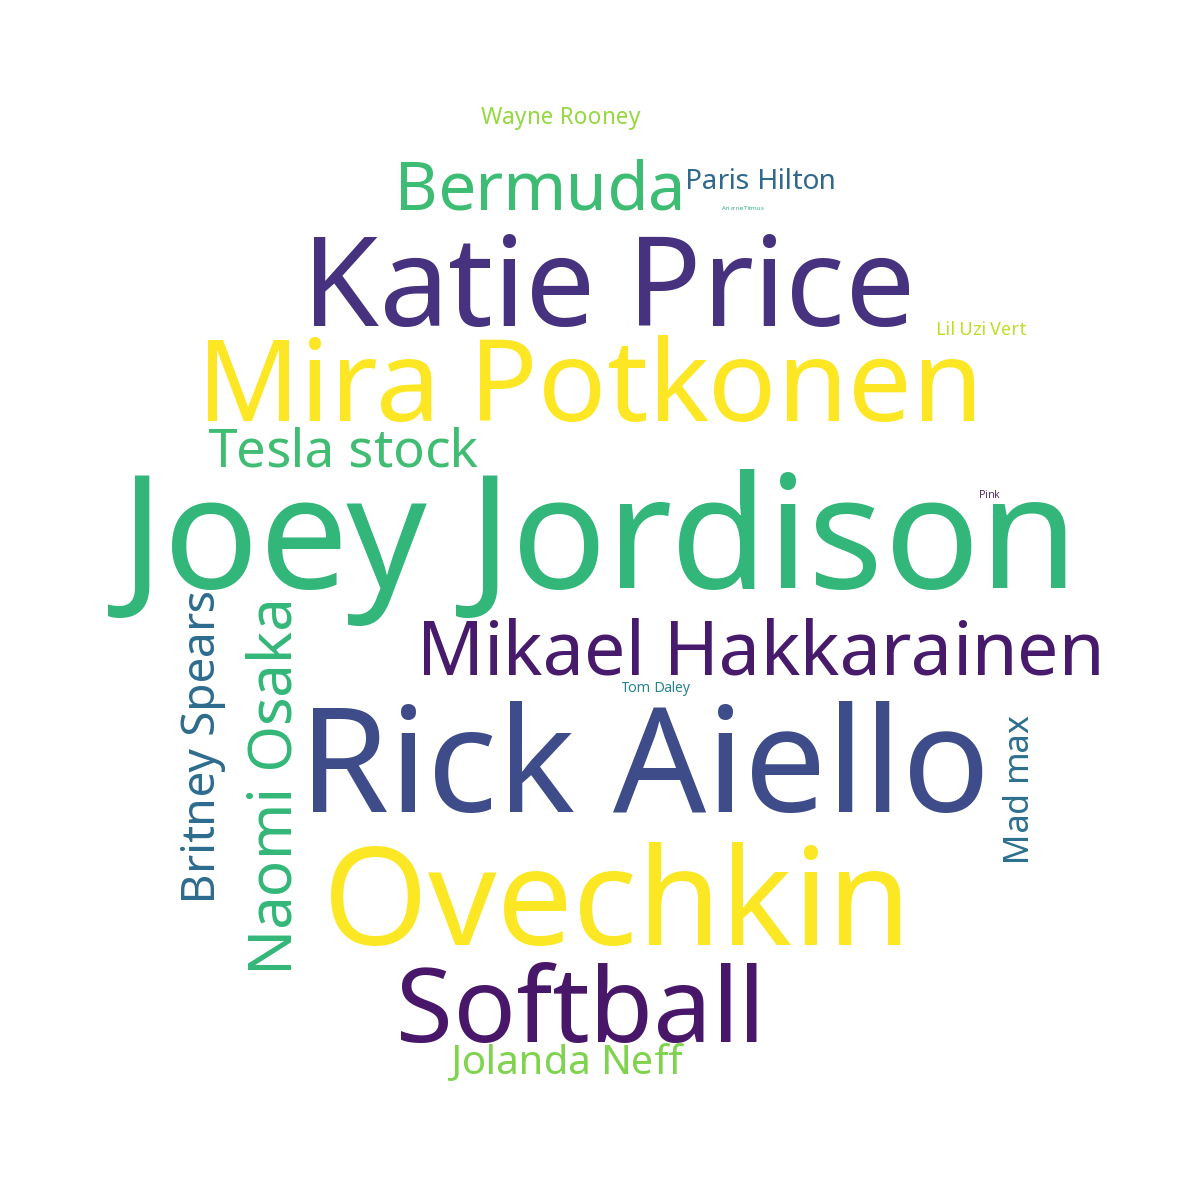 Wayne Rooney
Bermuda
Paris Hilton
Ariarne Titmus
Katie Price
Lil Uzi Vert
Mira Potkonen
Tesla stock
Joey Jordison
Pink
Britney Spears
Naomi Osaka
Mikael Hakkarainen
Tom Daley
Rick Aiello
Mad max
Ovechkin
Softball
Jolanda Neff